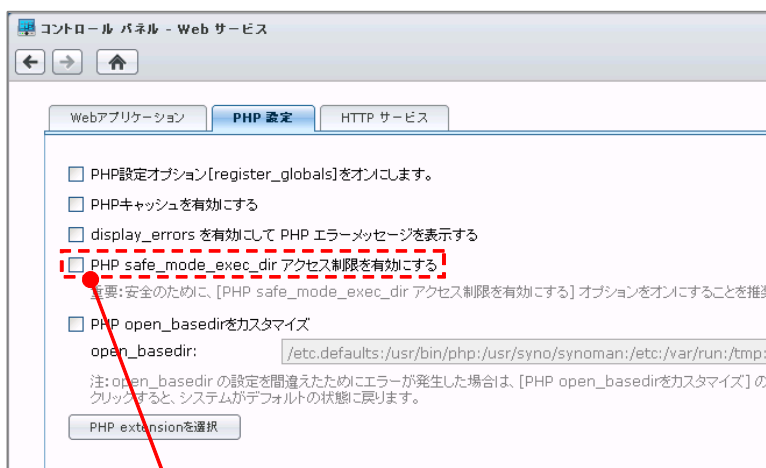 コントロール パネル - Web サービス
Webアプリケーション PHP 設定 HTTP サービス
PHP設定オプション[register_globals]をオンにします。
PHPキャッシュを有効にする
display_errors を有効にして PHP エラーメッセージを表示する
PHP safe_mode_exec_dir アクセス制限を有効にする
重要:安全のために、[PHP safe_mode_exec_dir アクセス制限を有効にする] オプションをオンにすることを推奨
PHP open_basedirをカスタマイズ
open_basedir: /etc.defaults:/usr/bin/php:/usr/syno/synoman:/etc:/var/run:/tmp:
注:open_basedir の設定を間違えたためにエラーが発生した場合は、[PHP open_basedirをカスタマイズ] の
クリックすると、システムがデフォルトの状態に戻ります。
PHP extensionを選択